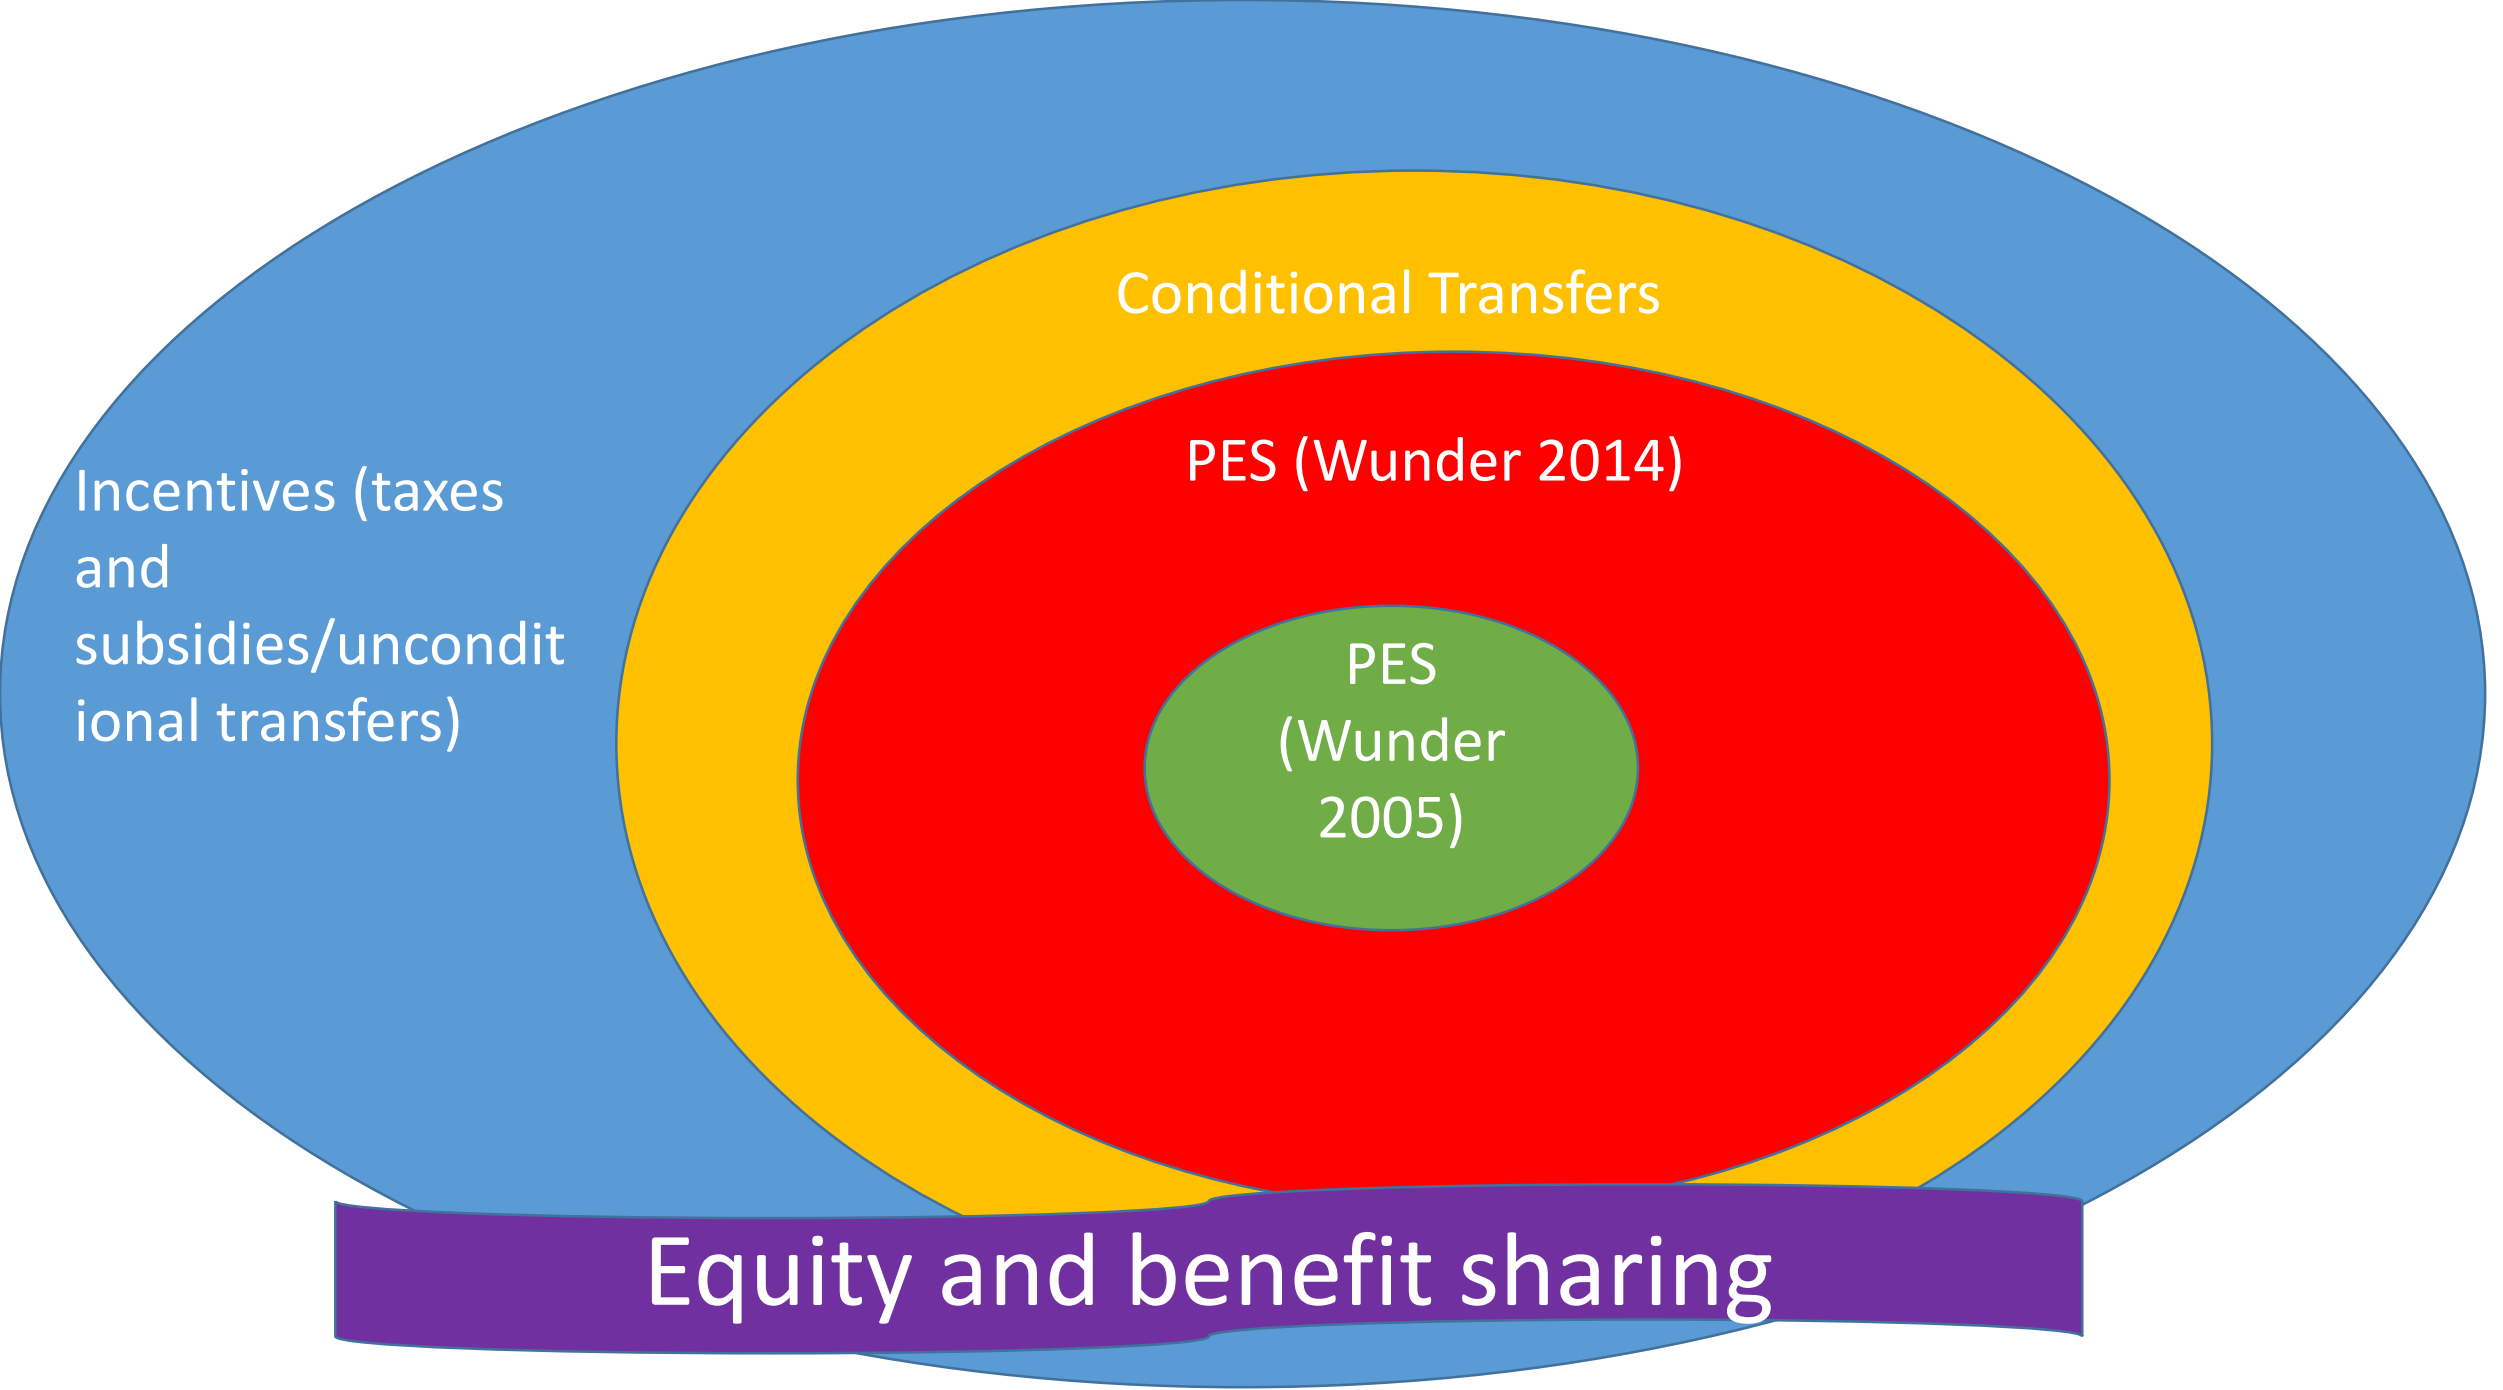 Conditional Transfers
PES (Wunder 2014)
Incentives (taxes
and
subsidies/uncondit
ional transfers)
PES
(Wunder
2005)
Equity and benefit sharing